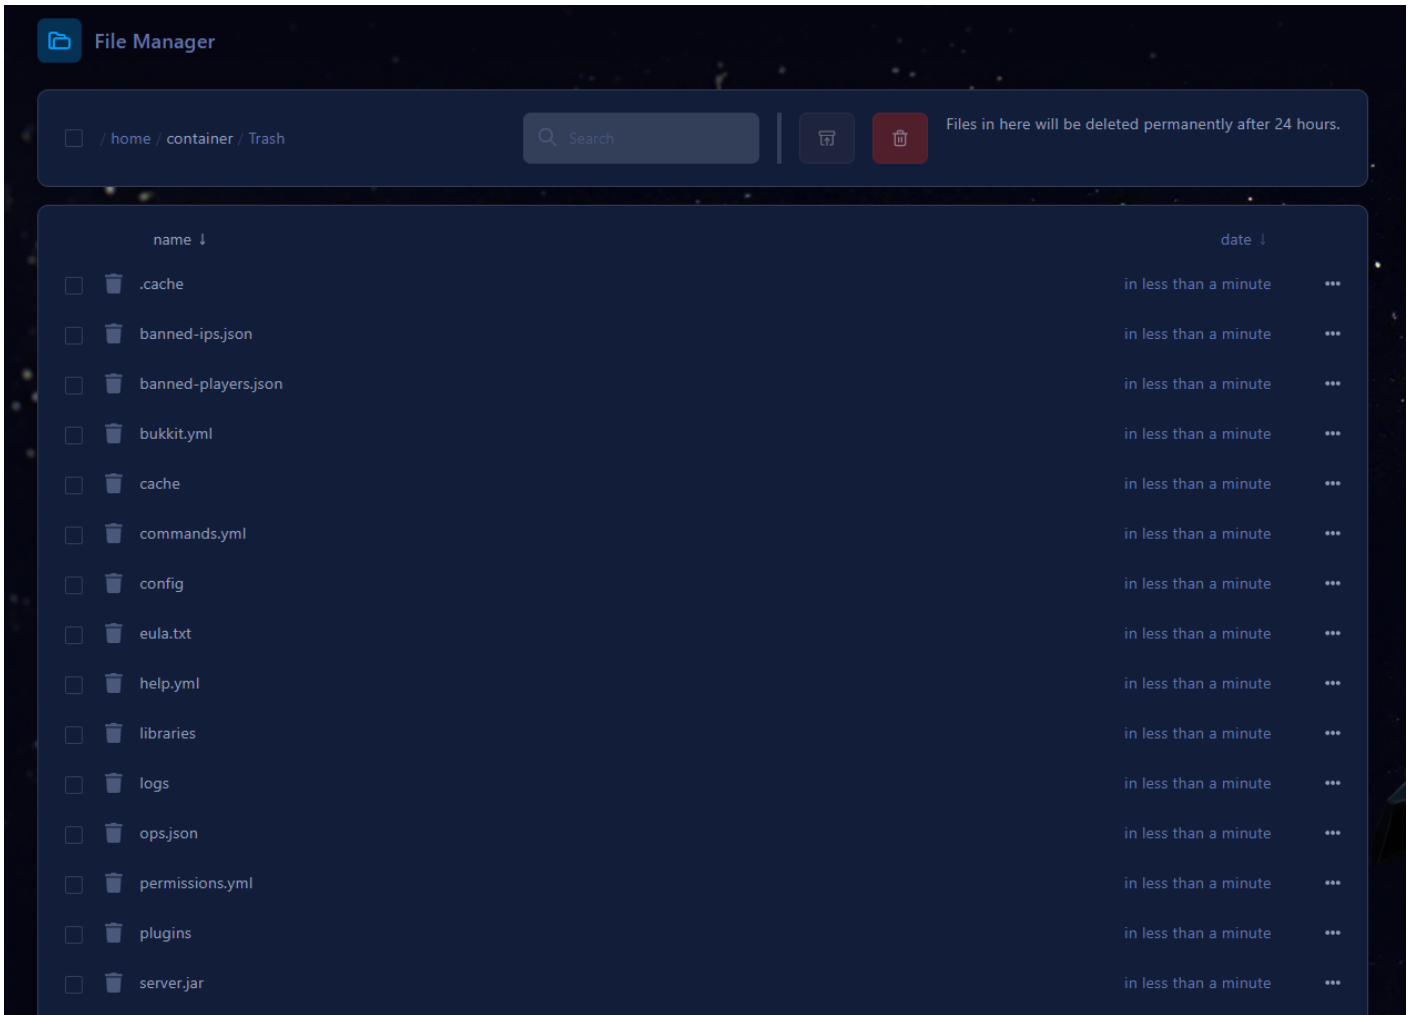 File Manager
/ home / container / Trash
Search
Files in here will be deleted permanently after 24 hours.
name ↓ date ↓
.cache in less than a minute •••
banned-ips.json in less than a minute •••
banned-players.json in less than a minute •••
bukkit.yml in less than a minute •••
cache in less than a minute •••
commands.yml in less than a minute •••
config in less than a minute •••
eula.txt in less than a minute •••
help.yml in less than a minute •••
libraries in less than a minute •••
logs in less than a minute •••
ops.json in less than a minute •••
permissions.yml in less than a minute •••
plugins in less than a minute •••
server.jar in less than a minute •••